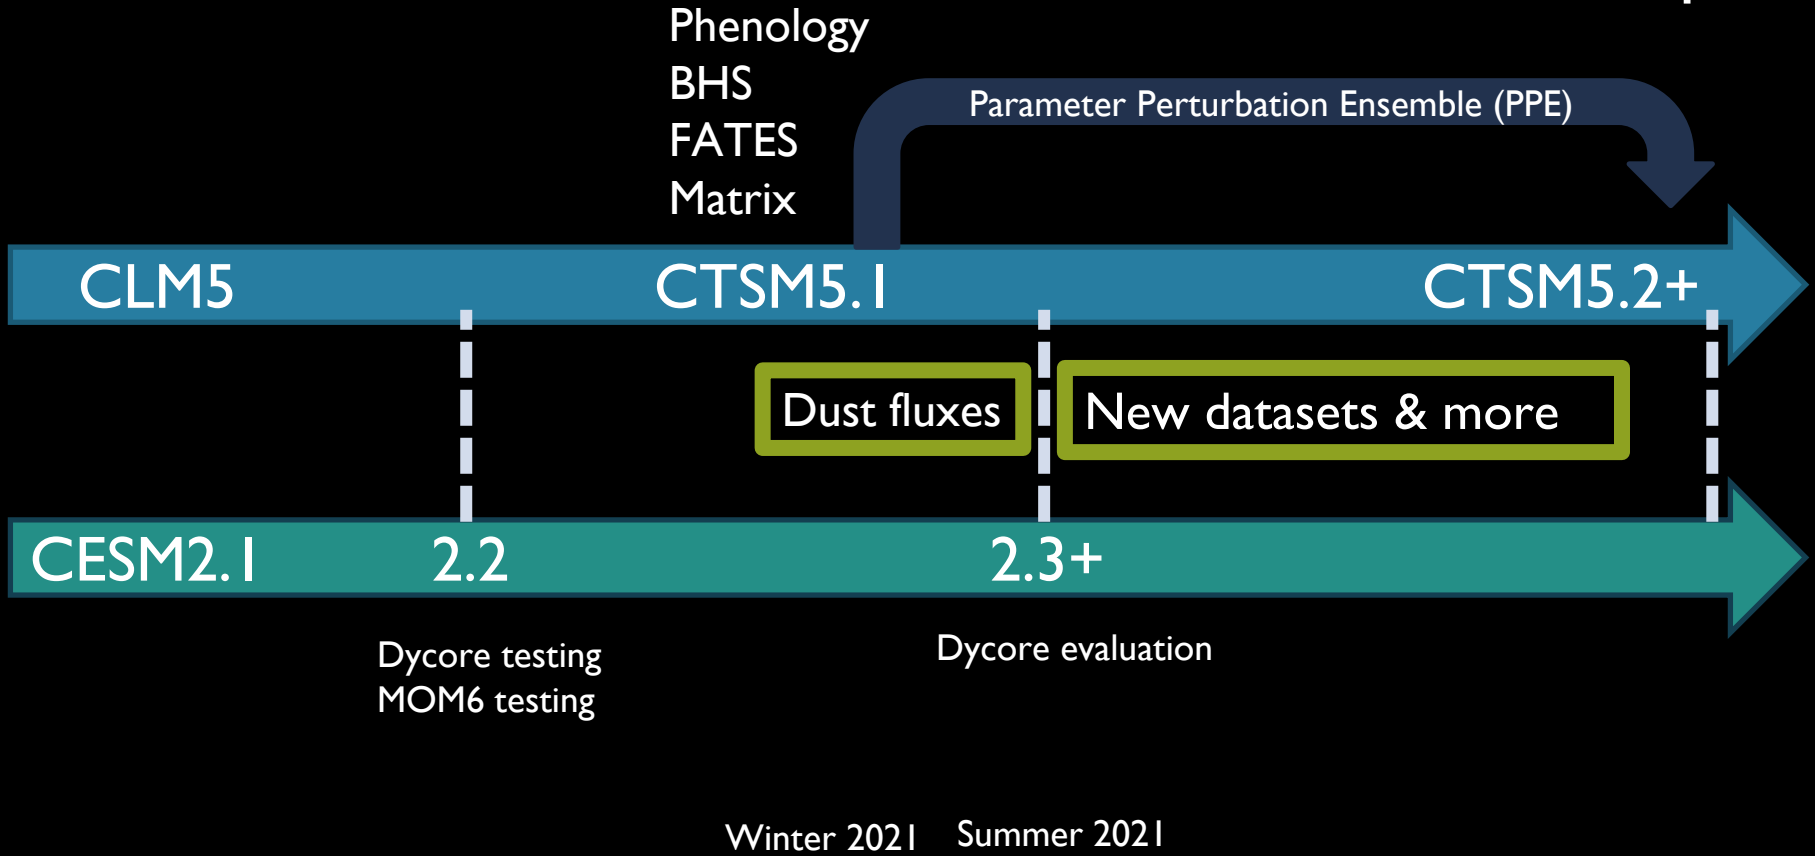 Phenology
BHS
FATES
Matrix
Parameter Perturbation Ensemble (PPE)
CLM5
CTSM5.1
CTSM5.2+
Dust fluxes
New datasets & more
CESM2.1
2.2
2.3+
Dycore testing
MOM6 testing
Dycore evaluation
Winter 2021
Summer 2021